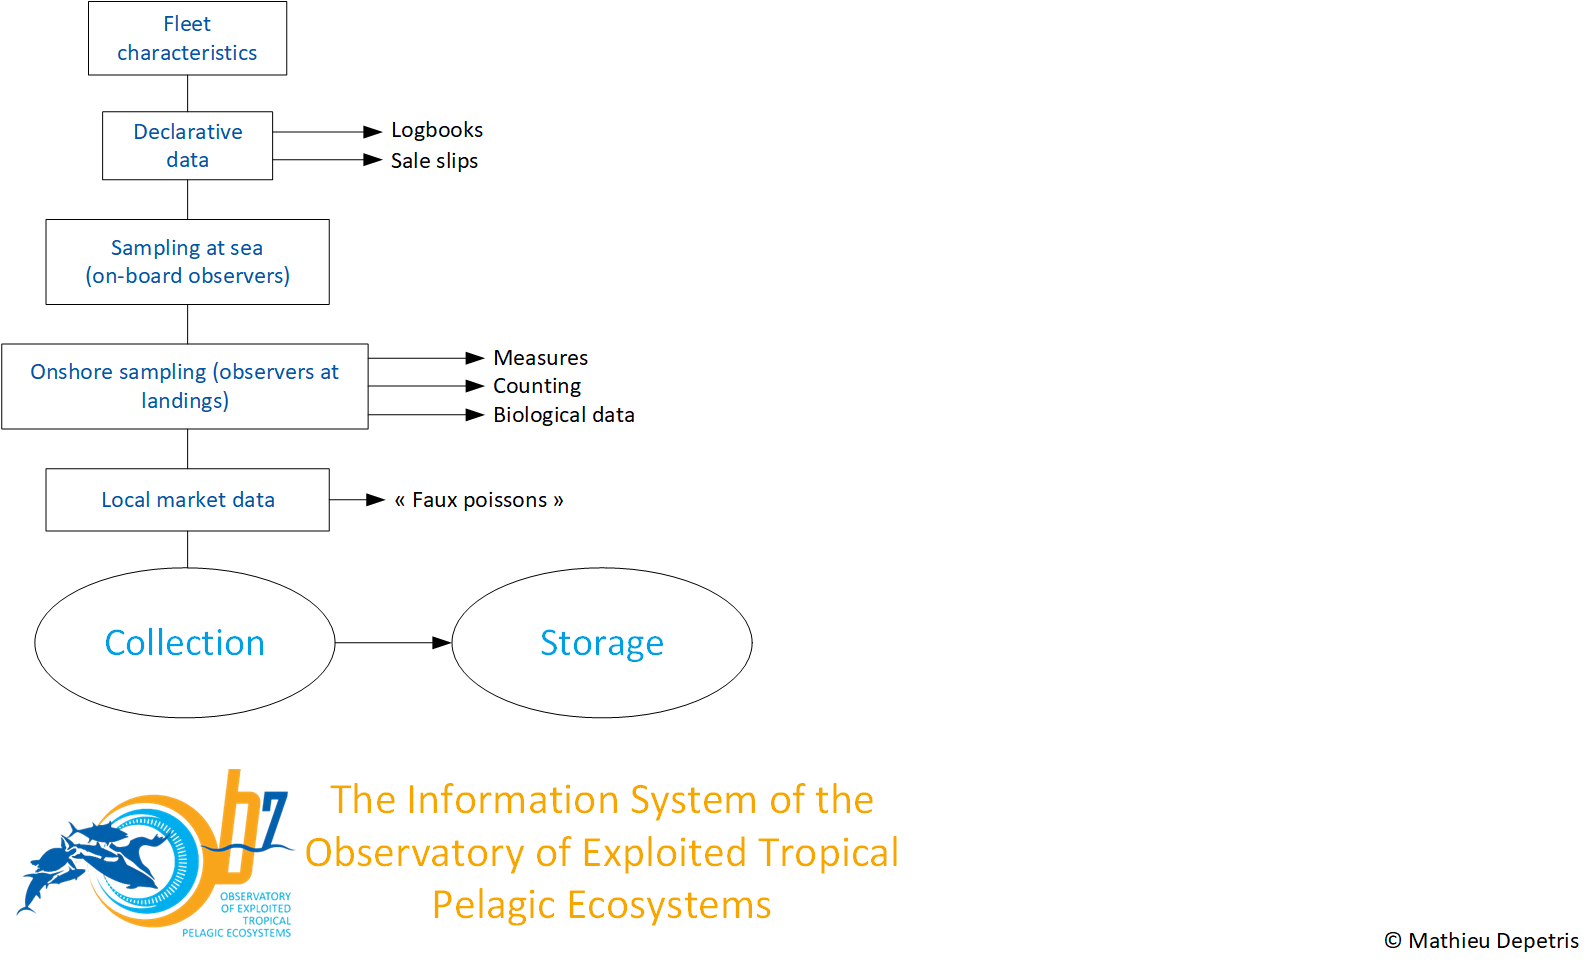 Fleet
characteristics
Declarative
data
Logbooks
Sale slips
Sampling at sea
(on-board observers)
Onshore sampling (observers at
landings)
Measures
Counting
Biological data
Local market data
« Faux poissons »
Collection
Storage
b7
OBSERVATORY
OF EXPLOITED
TROPICAL
PELAGIC ECOSYSTEMS
The Information System of the
Observatory of Exploited Tropical
Pelagic Ecosystems
© Mathieu Depetris